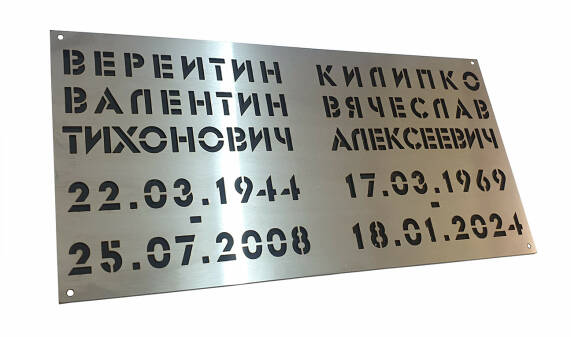 ВЕРЕИТИН
ВАЛЕНТИН
ТИХОНОВИЧ
22.03.1944
-
25.07.2008
КИЛИПКО
ВЯЧЕСЛАВ
АЛЕКСЕЕВИЧ
17.03.1969
-
18.01.2024